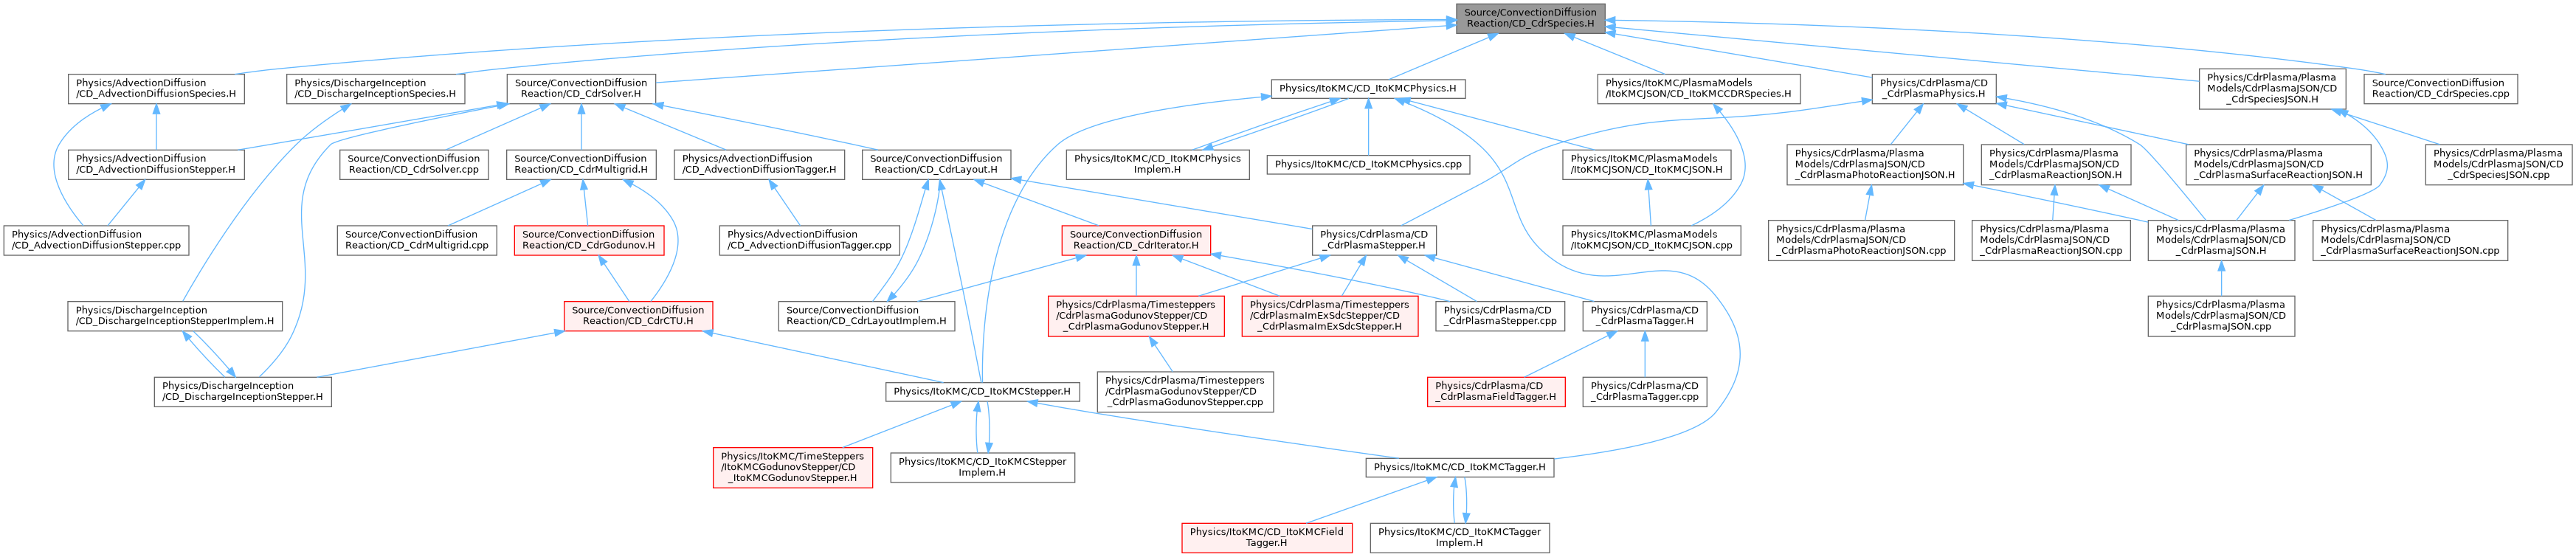 Source/ConvectionDiffusion
Reaction/CD_CdrSpecies.H
Physics/AdvectionDiffusion
/CD_AdvectionDiffusionSpecies.H
Physics/DischargeInception
/CD_DischargeInceptionSpecies.H
Source/ConvectionDiffusion
Reaction/CD_CdrSolver.H
Physics/ItoKMC/CD_ItoKMCPhysics.H
Physics/ItoKMC/PlasmaModels
/ItoKMCJSON/CD_ItoKMCCDRSpecies.H
Physics/CdrPlasma/CD
_CdrPlasmaPhysics.H
Physics/CdrPlasma/Plasma
Models/CdrPlasmaJSON/CD
_CdrSpeciesJSON.H
Source/ConvectionDiffusion
Reaction/CD_CdrSpecies.cpp
Physics/AdvectionDiffusion
/CD_AdvectionDiffusionStepper.H
Source/ConvectionDiffusion
Reaction/CD_CdrSolver.cpp
Source/ConvectionDiffusion
Reaction/CD_CdrMultigrid.H
Physics/AdvectionDiffusion
/CD_AdvectionDiffusionTagger.H
Source/ConvectionDiffusion
Reaction/CD_CdrLayout.H
Physics/ItoKMC/CD_ItoKMCPhysics
Implem.H
Physics/ItoKMC/CD_ItoKMCPhysics.cpp
Physics/ItoKMC/PlasmaModels
/ItoKMCJSON/CD_ItoKMCJSON.H
Physics/CdrPlasma/Plasma
Models/CdrPlasmaJSON/CD
_CdrPlasmaPhotoReactionJSON.H
Physics/CdrPlasma/Plasma
Models/CdrPlasmaJSON/CD
_CdrPlasmaReactionJSON.H
Physics/CdrPlasma/Plasma
Models/CdrPlasmaJSON/CD
_CdrPlasmaSurfaceReactionJSON.H
Physics/CdrPlasma/Plasma
Models/CdrPlasmaJSON/CD
_CdrSpeciesJSON.cpp
Physics/AdvectionDiffusion
/CD_AdvectionDiffusionStepper.cpp
Source/ConvectionDiffusion
Reaction/CD_CdrMultigrid.cpp
Source/ConvectionDiffusion
Reaction/CD_CdrGodunov.H
Physics/AdvectionDiffusion
/CD_AdvectionDiffusionTagger.cpp
Source/ConvectionDiffusion
Reaction/CD_CdrIterator.H
Physics/CdrPlasma/CD
_CdrPlasmaStepper.H
Physics/ItoKMC/PlasmaModels
/ItoKMCJSON/CD_ItoKMCJSON.cpp
Physics/CdrPlasma/Plasma
Models/CdrPlasmaJSON/CD
_CdrPlasmaPhotoReactionJSON.cpp
Physics/CdrPlasma/Plasma
Models/CdrPlasmaJSON/CD
_CdrPlasmaReactionJSON.cpp
Physics/CdrPlasma/Plasma
Models/CdrPlasmaJSON/CD
_CdrPlasmaJSON.H
Physics/CdrPlasma/Plasma
Models/CdrPlasmaJSON/CD
_CdrPlasmaSurfaceReactionJSON.cpp
Physics/DischargeInception
/CD_DischargeInceptionStepperImplem.H
Source/ConvectionDiffusion
Reaction/CD_CdrCTU.H
Source/ConvectionDiffusion
Reaction/CD_CdrLayoutImplem.H
Physics/CdrPlasma/Timesteppers
/CdrPlasmaGodunovStepper/CD
_CdrPlasmaGodunovStepper.H
Physics/CdrPlasma/Timesteppers
/CdrPlasmaImExSdcStepper/CD
_CdrPlasmaImExSdcStepper.H
Physics/CdrPlasma/CD
_CdrPlasmaStepper.cpp
Physics/CdrPlasma/CD
_CdrPlasmaTagger.H
Physics/CdrPlasma/Plasma
Models/CdrPlasmaJSON/CD
_CdrPlasmaJSON.cpp
Physics/DischargeInception
/CD_DischargeInceptionStepper.H
Physics/ItoKMC/CD_ItoKMCStepper.H
Physics/CdrPlasma/Timesteppers
/CdrPlasmaGodunovStepper/CD
_CdrPlasmaGodunovStepper.cpp
Physics/CdrPlasma/CD
_CdrPlasmaFieldTagger.H
Physics/CdrPlasma/CD
_CdrPlasmaTagger.cpp
Physics/ItoKMC/TimeSteppers
/ItoKMCGodunovStepper/CD
_ItoKMCGodunovStepper.H
Physics/ItoKMC/CD_ItoKMCStepper
Implem.H
Physics/ItoKMC/CD_ItoKMCTagger.H
Physics/ItoKMC/CD_ItoKMCField
Tagger.H
Physics/ItoKMC/CD_ItoKMCTagger
Implem.H